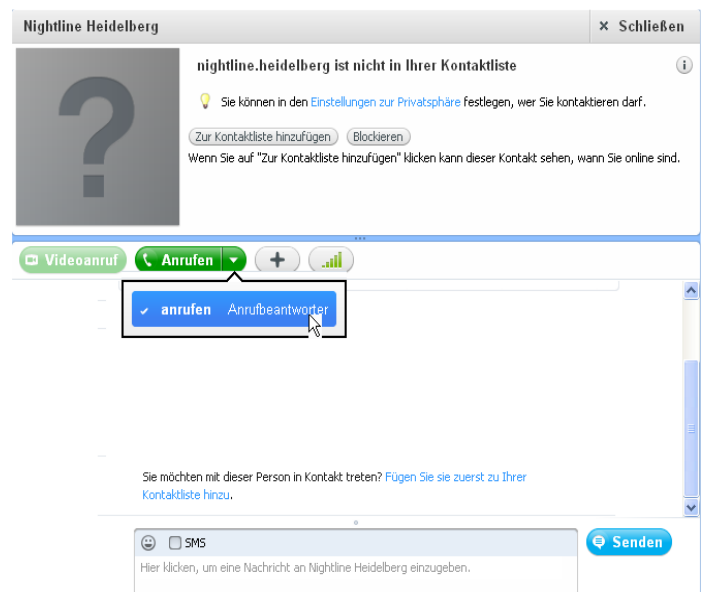 Nightline Heidelberg
× Schließen
nightline.heidelberg ist nicht in Ihrer Kontaktliste
i
Sie können in den Einstellungen zur Privatsphäre festlegen, wer Sie kontaktieren darf.
Zur Kontaktliste hinzufügen Blockieren
Wenn Sie auf "Zur Kontaktliste hinzufügen" klicken kann dieser Kontakt sehen, wann Sie online sind.
?
Videoanruf Anrufen +
anrufen Anrufbeantworter
Sie möchten mit dieser Person in Kontakt treten? Fügen Sie sie zuerst zu Ihrer
Kontaktliste hinzu.
SMS
Senden
Hier klicken, um eine Nachricht an Nightline Heidelberg einzugeben.